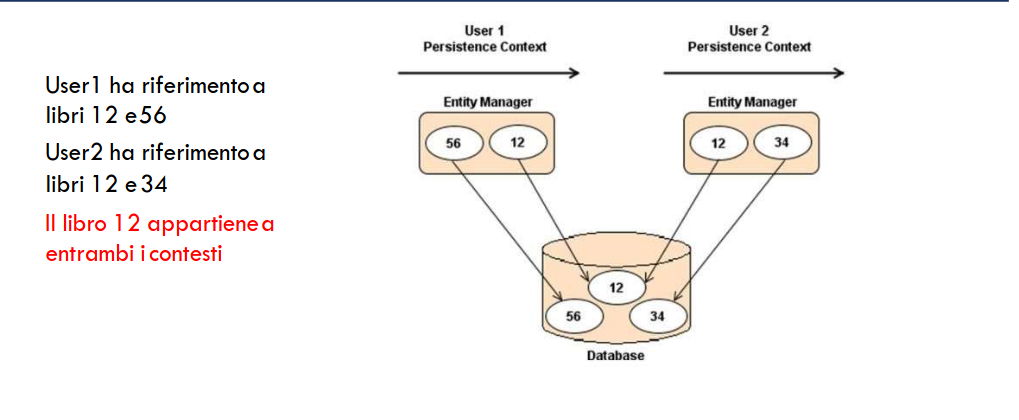 User1 ha riferimento a
libri 12 e 56
User2 ha riferimento a
libri 12 e 34
Il libro 12 appartiene a
entrambi i contesti
User 1
Persistence Context
User 2
Persistence Context
Entity Manager
56 12
Entity Manager
12 34
12
56 34
Database